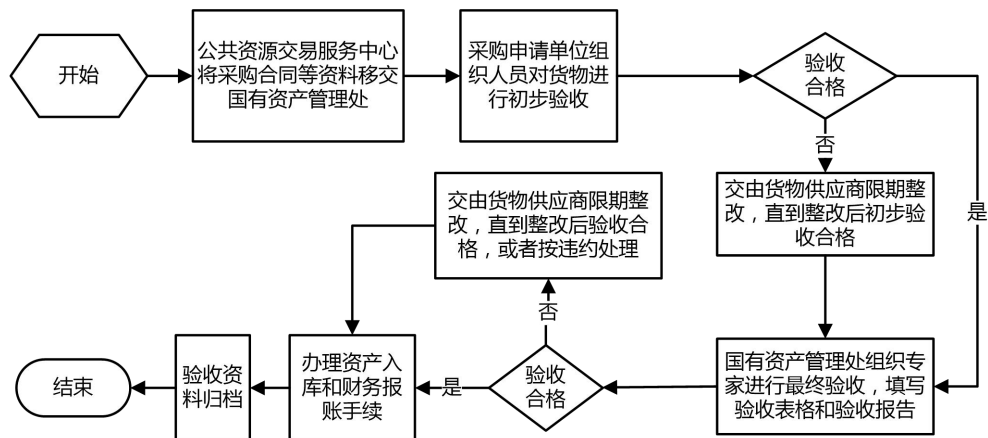 开始
公共资源交易服务中心
将采购合同等资料移交
国有资产管理处
采购申请单位组
织人员对货物进
行初步验收
验收
合格
否
是
交由货物供应商限期整
改，直到整改后初步验
收合格
国有资产管理处组织专
家进行最终验收，填写
验收表格和验收报告
验收
合格
否
交由货物供应商限期整
改，直到整改后验收合
格，或者按违约处理
是
办理资产入
库和财务报
账手续
验收资
料归档
结束